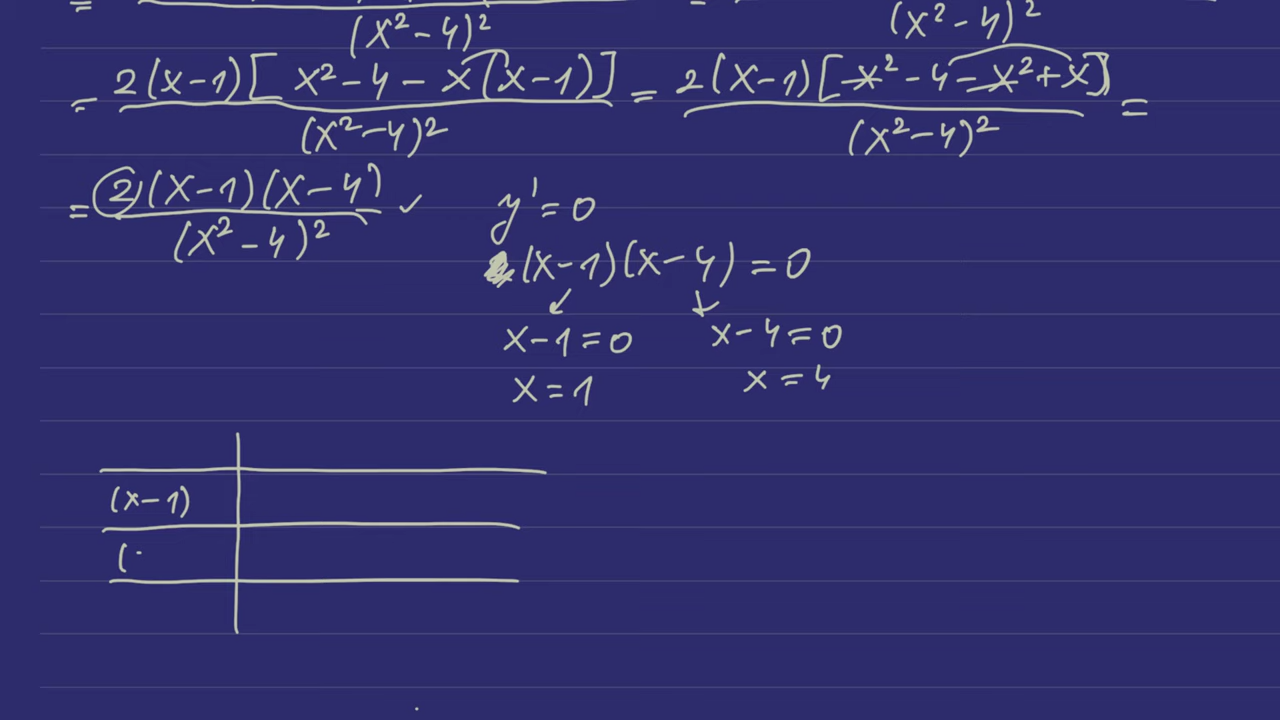 = (x²-4)² = (x²-4)²
= 2(x-1)[x²-4-x(x-1)] / (x²-4)² = 2(x-1)[x²-4-x²+x] / (x²-4)² =
= 2(x-1)(x-4) / (x²-4)² ✓ y'=0
(x-1)(x-4)=0
↙ ↓
x-1=0 x-4=0
x=1 x=4
(x-1)
(